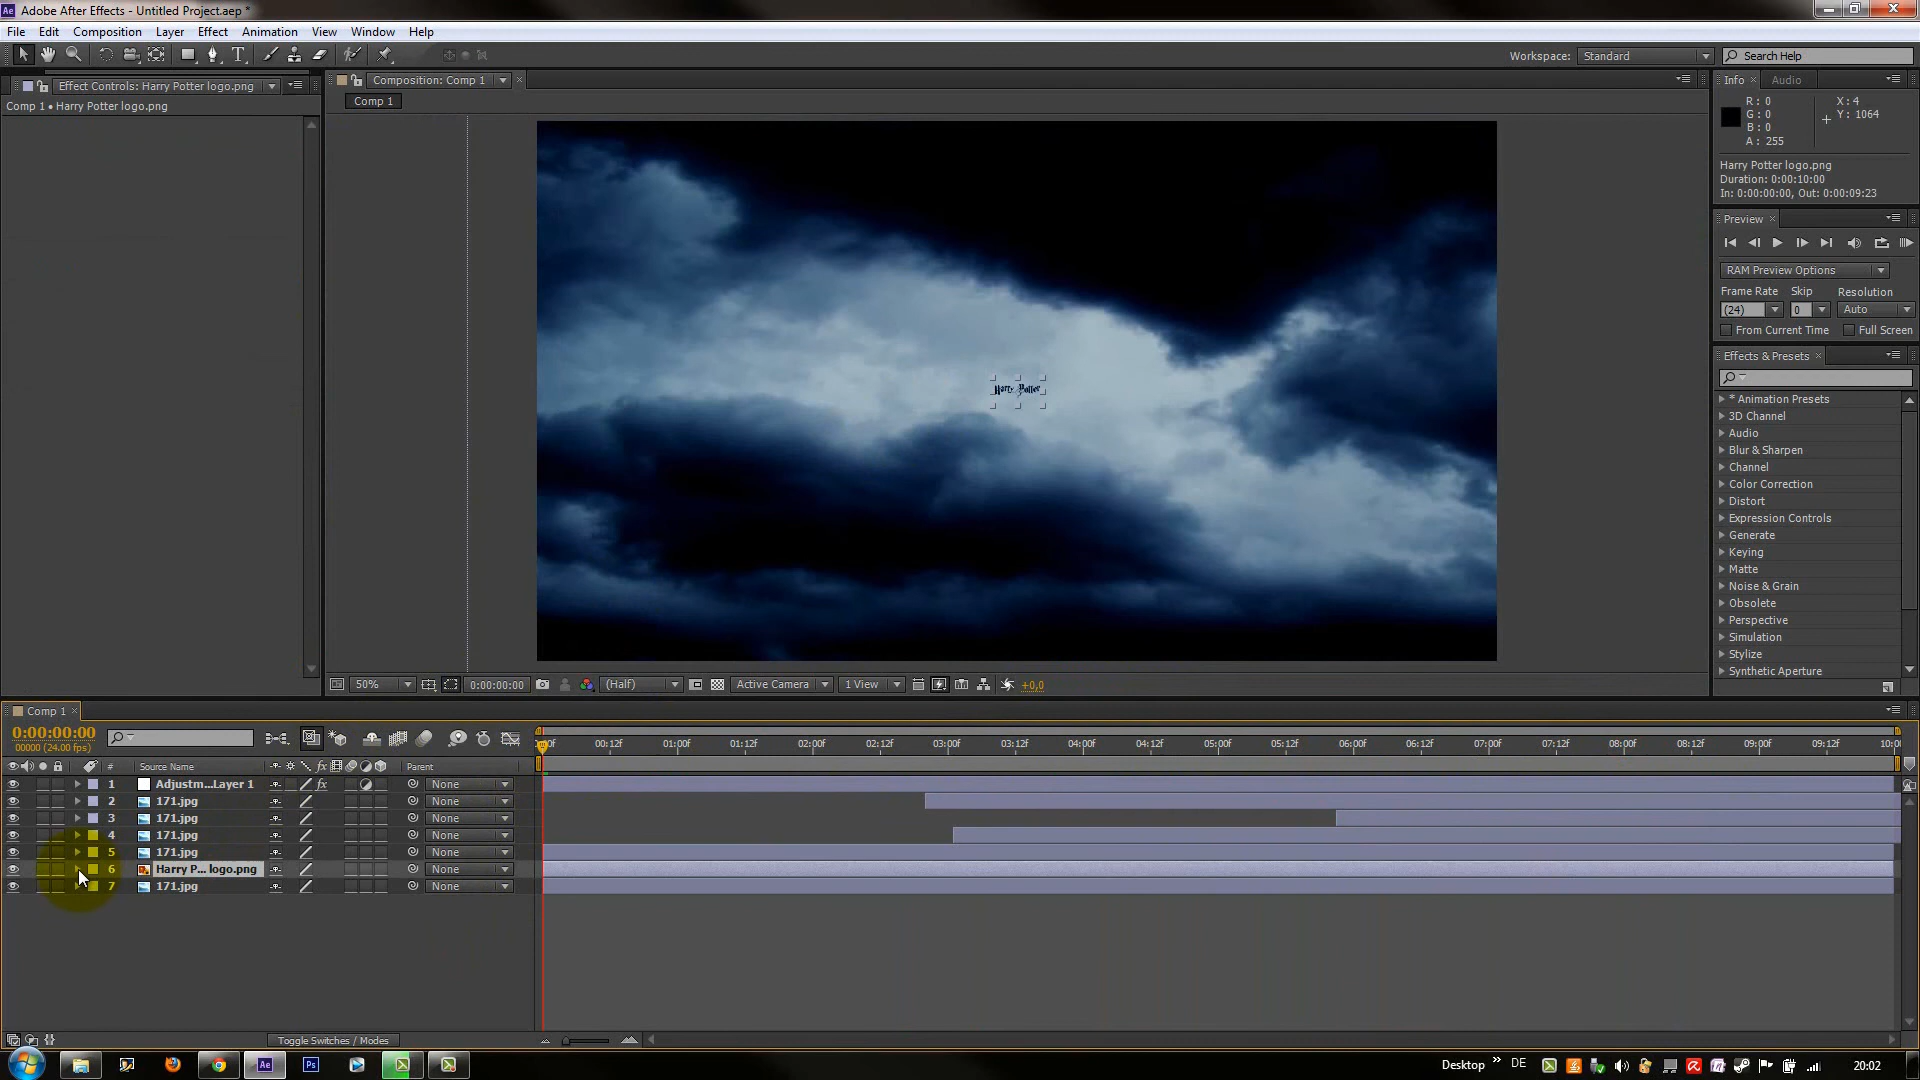 Adobe After Effects - Untitled Project.aep *
File Edit Composition Layer Effect Animation View Window Help
Workspace: Standard Search Help
Effect Controls: Harry Potter logo.png
Comp 1 • Harry Potter logo.png
Composition: Comp 1
Comp 1
Harry Potter
Info Audio
R: 0
G: 0
B: 0
A: 255
X: 4
Y: 1064
Harry Potter logo.png
Duration: 0:00:10:00
In: 0:00:00:00, Out: 0:00:09:23
Preview
RAM Preview Options
Frame Rate Skip Resolution
(24) 0 Auto
From Current Time Full Screen
Effects & Presets
* Animation Presets
3D Channel
Audio
Blur & Sharpen
Channel
Color Correction
Distort
Expression Controls
Generate
Keying
Matte
Noise & Grain
Obsolete
Perspective
Simulation
Stylize
Synthetic Aperture
50% 0:00:00:00 (Half) Active Camera 1 View +0,0
Comp 1
0:00:00:00
00000 (24.00 fps)
00:12f 01:00f 01:12f 02:00f 02:12f 03:00f 03:12f 04:00f 04:12f 05:00f 05:12f 06:00f 06:12f 07:00f 07:12f 08:00f 08:12f 09:00f 09:12f 10:00
# Source Name fx Parent
1 Adjustm...Layer 1 fx None
2 171.jpg None
3 171.jpg None
4 171.jpg None
5 171.jpg None
6 Harry P... logo.png None
7 171.jpg None
Toggle Switches / Modes
Ae Ps Desktop » DE 20:02